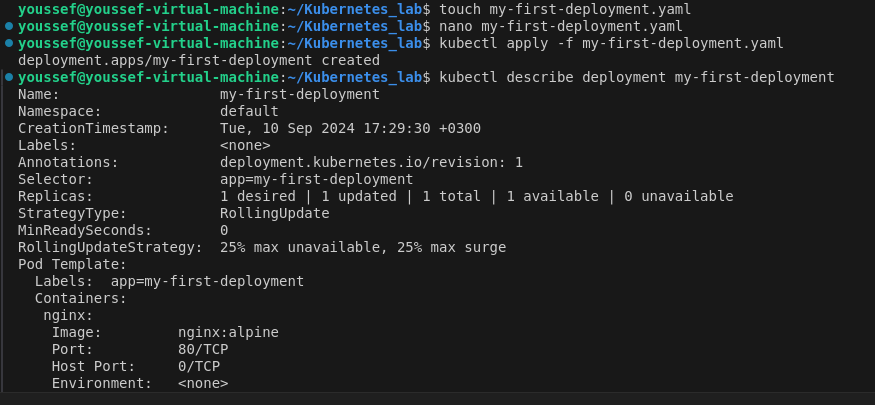 youssef@youssef-virtual-machine:~/Kubernetes_lab$ touch my-first-deployment.yaml
youssef@youssef-virtual-machine:~/Kubernetes_lab$ nano my-first-deployment.yaml
youssef@youssef-virtual-machine:~/Kubernetes_lab$ kubectl apply -f my-first-deployment.yaml
deployment.apps/my-first-deployment created
youssef@youssef-virtual-machine:~/Kubernetes_lab$ kubectl describe deployment my-first-deployment
Name:                   my-first-deployment
Namespace:              default
CreationTimestamp:      Tue, 10 Sep 2024 17:29:30 +0300
Labels:                 <none>
Annotations:            deployment.kubernetes.io/revision: 1
Selector:               app=my-first-deployment
Replicas:               1 desired | 1 updated | 1 total | 1 available | 0 unavailable
StrategyType:           RollingUpdate
MinReadySeconds:        0
RollingUpdateStrategy:  25% max unavailable, 25% max surge
Pod Template:
  Labels:  app=my-first-deployment
  Containers:
   nginx:
    Image:         nginx:alpine
    Port:          80/TCP
    Host Port:     0/TCP
    Environment:   <none>